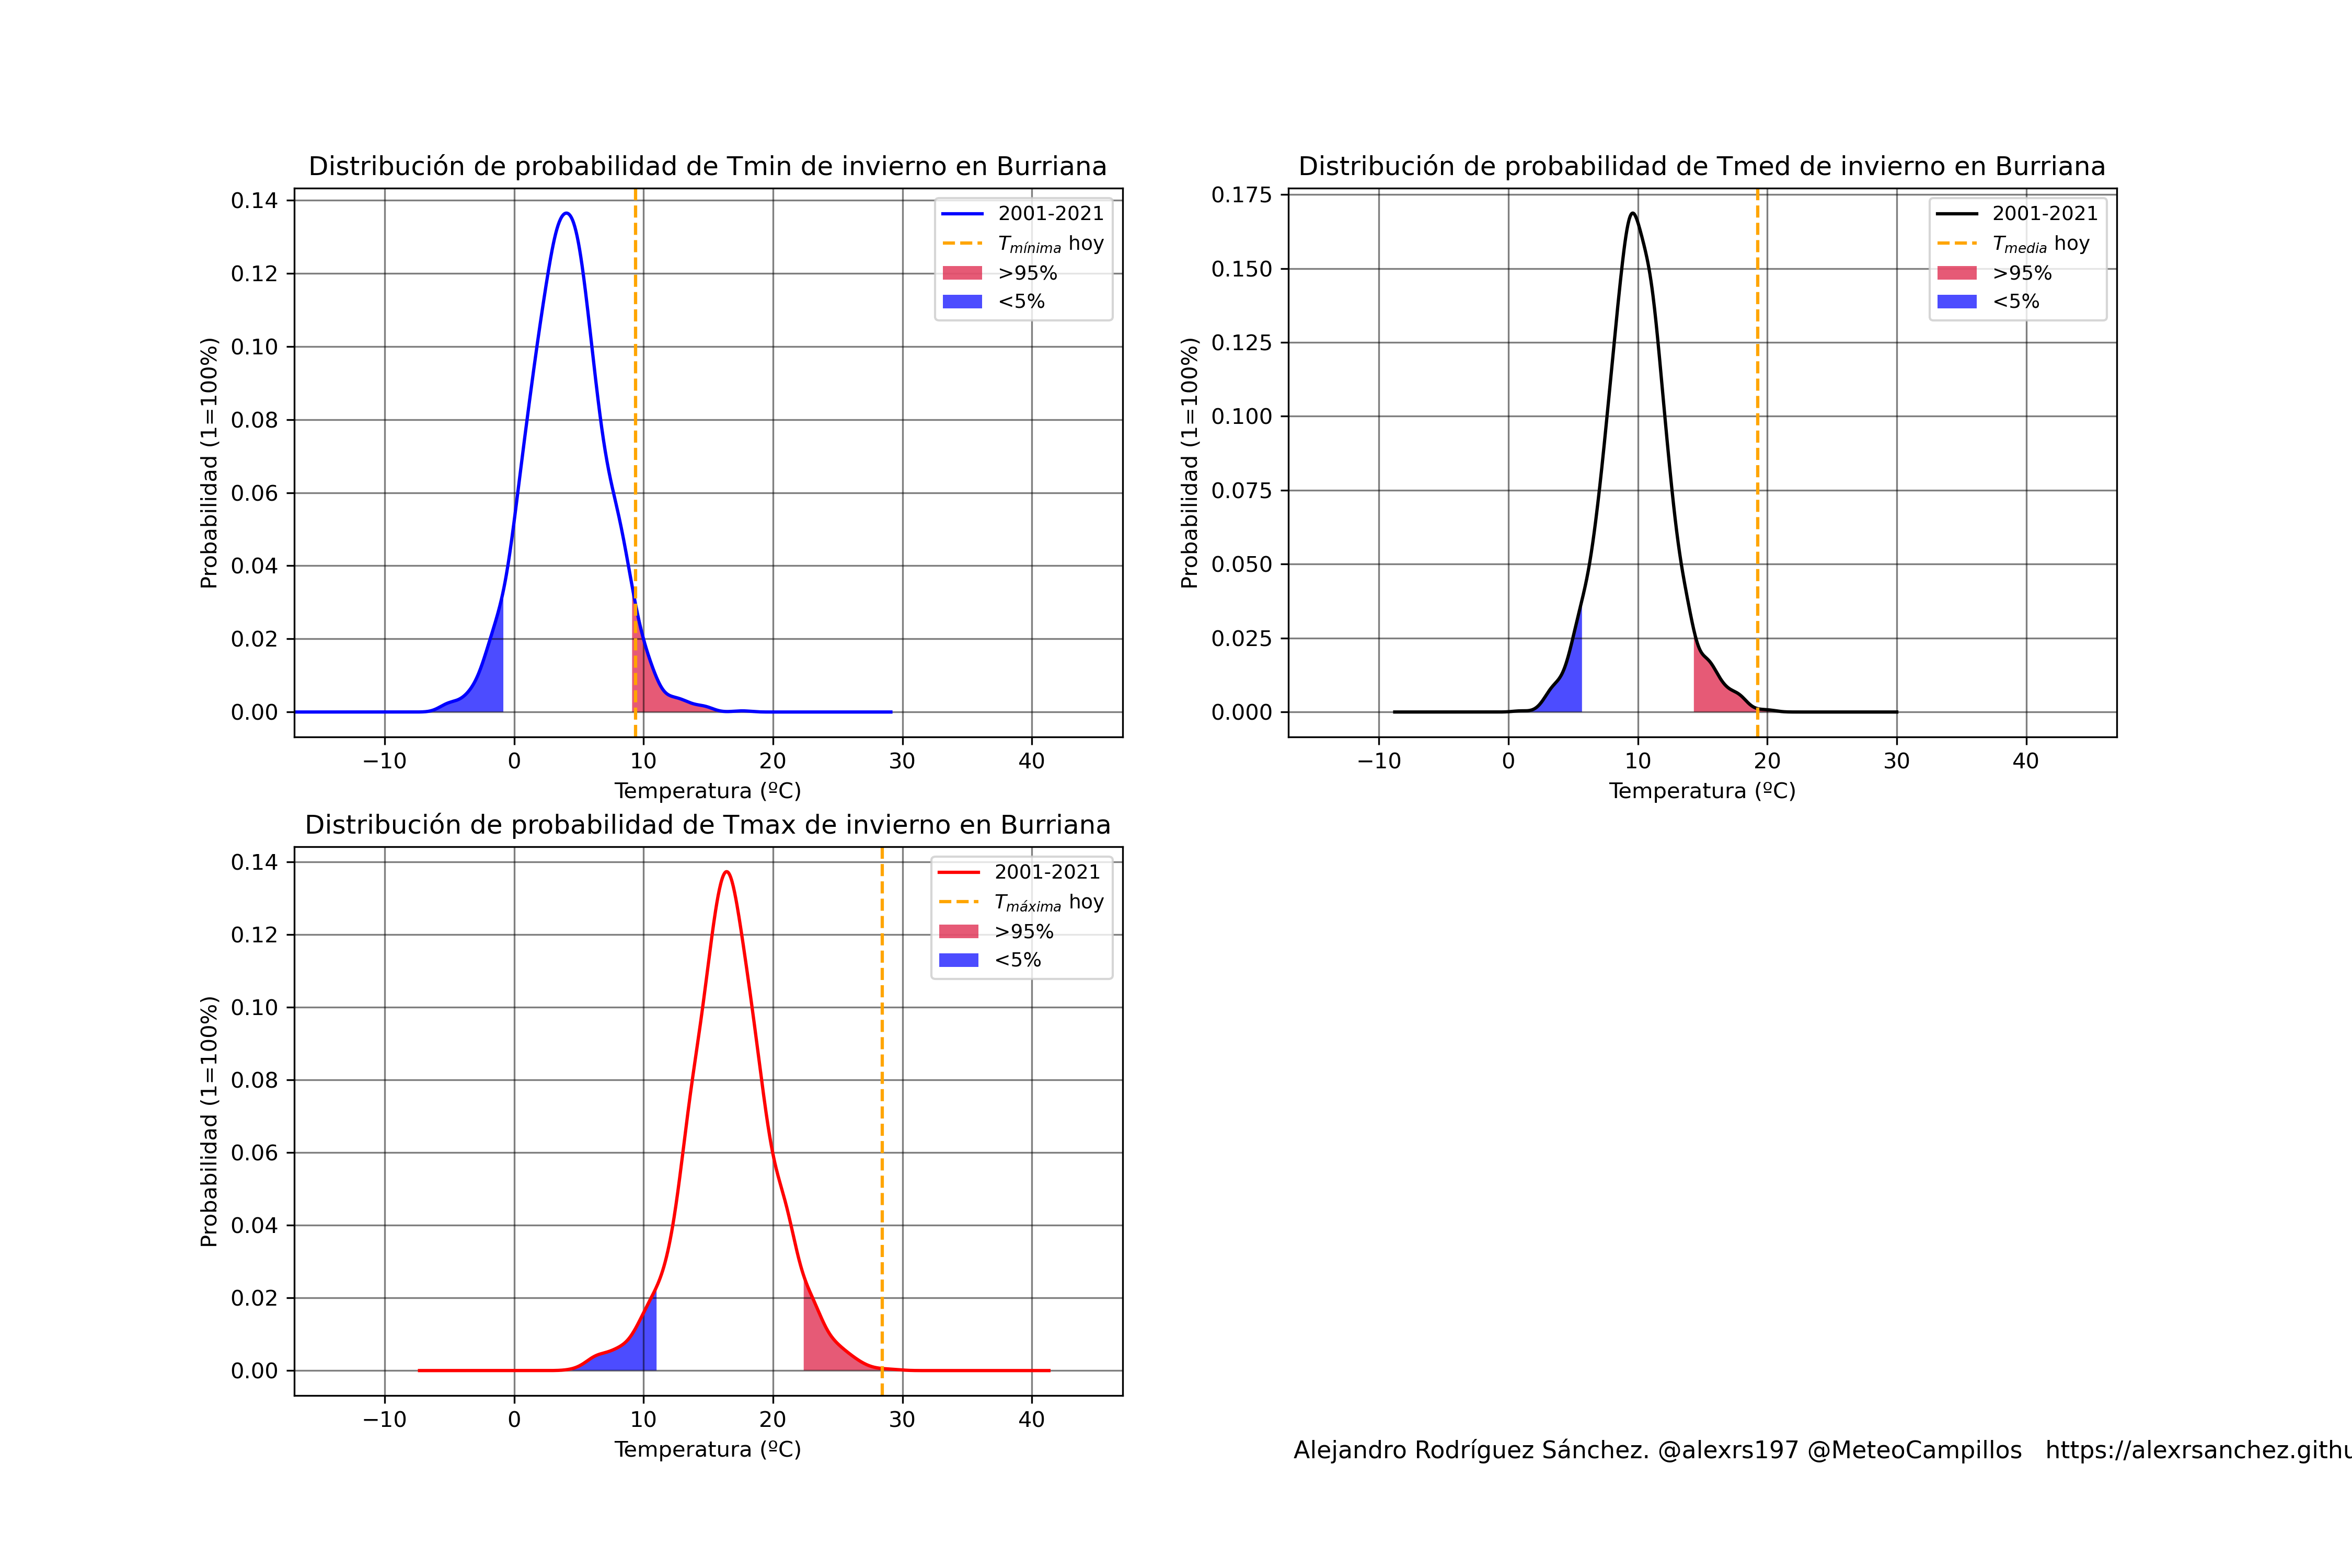 Distribución de probabilidad de Tmin de invierno en Burriana
0.14
0.12
0.10
0.08
0.06
0.04
0.02
0.00
Probabilidad (1=100%)
2001-2021
Tmínima hoy
>95%
<5%
−10 0 10 20 30 40
Temperatura (ºC)
Distribución de probabilidad de Tmed de invierno en Burriana
0.175
0.150
0.125
0.100
0.075
0.050
0.025
0.000
Probabilidad (1=100%)
2001-2021
Tmedia hoy
>95%
<5%
−10 0 10 20 30 40
Temperatura (ºC)
Distribución de probabilidad de Tmax de invierno en Burriana
0.14
0.12
0.10
0.08
0.06
0.04
0.02
0.00
Probabilidad (1=100%)
2001-2021
Tmáxima hoy
>95%
<5%
−10 0 10 20 30 40
Temperatura (ºC)
Alejandro Rodríguez Sánchez. @alexrs197 @MeteoCampillos https://alexrsanchez.githu